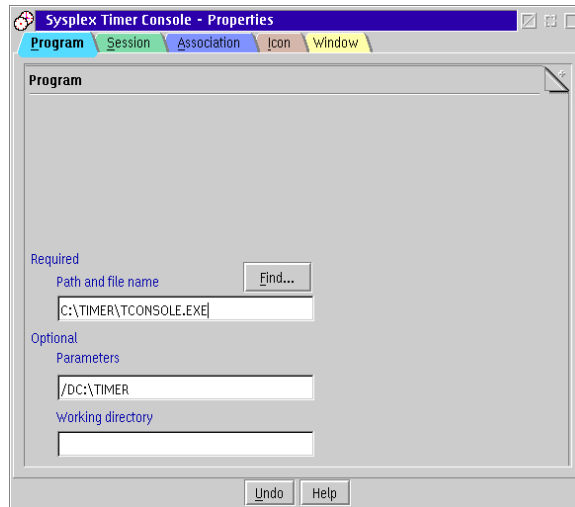 Sysplex Timer Console - Properties
Program Session Association Icon Window
Program
Required
Path and file name
Find...
C:\TIMER\TCONSOLE.EXE
Optional
Parameters
/DC:\TIMER
Working directory
Undo Help